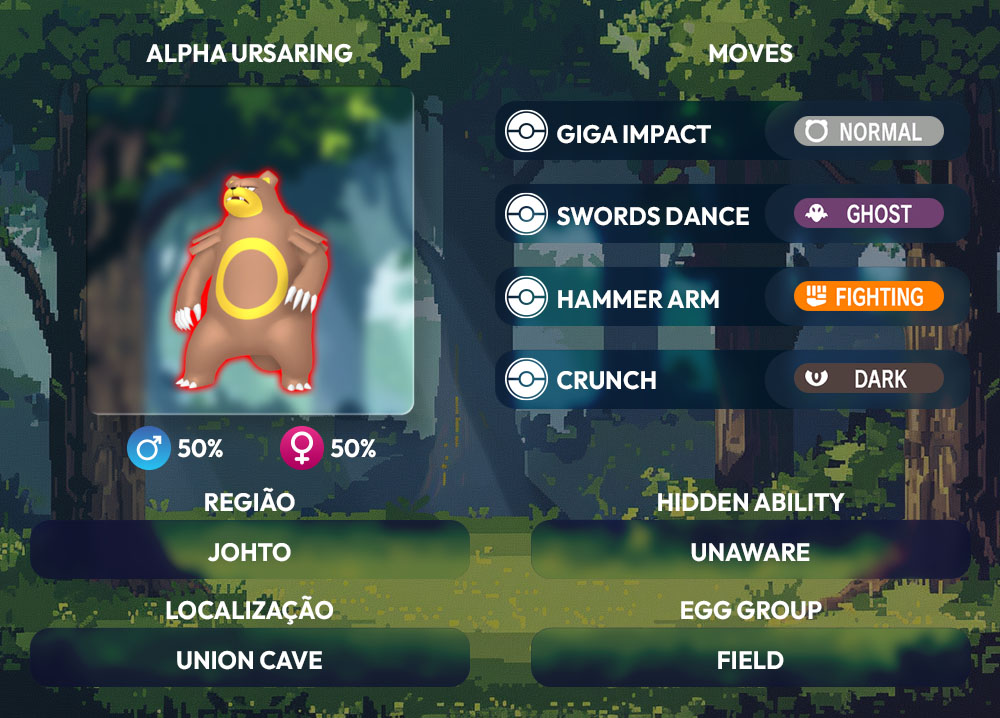 ALPHA URSARING
♂ 50% ♀ 50%
REGIÃO
JOHTO
LOCALIZAÇÃO
UNION CAVE
MOVES
GIGA IMPACT NORMAL
SWORDS DANCE GHOST
HAMMER ARM FIGHTING
CRUNCH DARK
HIDDEN ABILITY
UNAWARE
EGG GROUP
FIELD